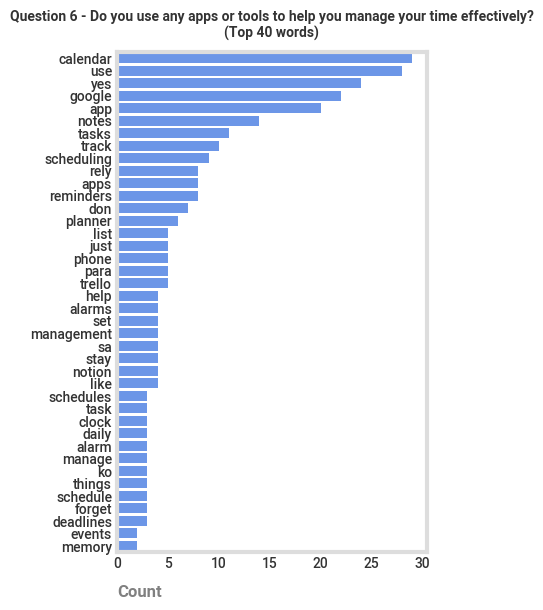 Question 6 - Do you use any apps or tools to help you manage your time effectively?
(Top 40 words)
calendar
use
yes
google
app
notes
tasks
track
scheduling
rely
apps
reminders
don
planner
list
just
phone
para
trello
help
alarms
set
management
sa
stay
notion
like
schedules
task
clock
daily
alarm
manage
ko
things
schedule
forget
deadlines
events
memory
0 5 10 15 20 25 30
Count